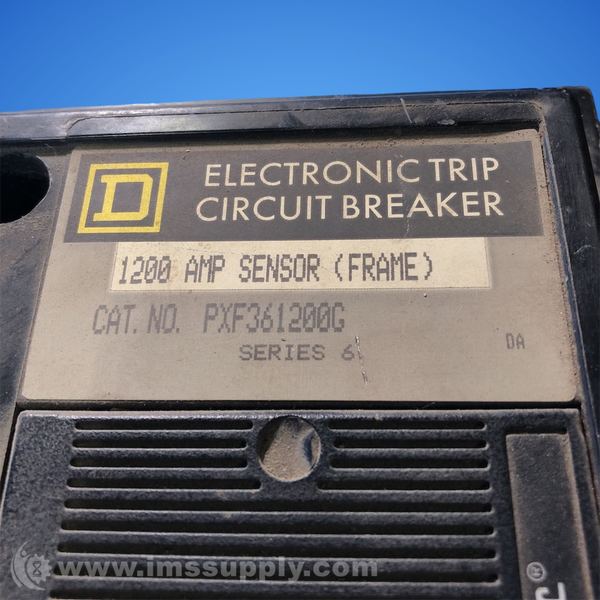 D
ELECTRONIC TRIP
CIRCUIT BREAKER
1200 AMP SENSOR (FRAME)
CAT. NO. PXF361200G
SERIES 6
DA
®
www.imssupply.com